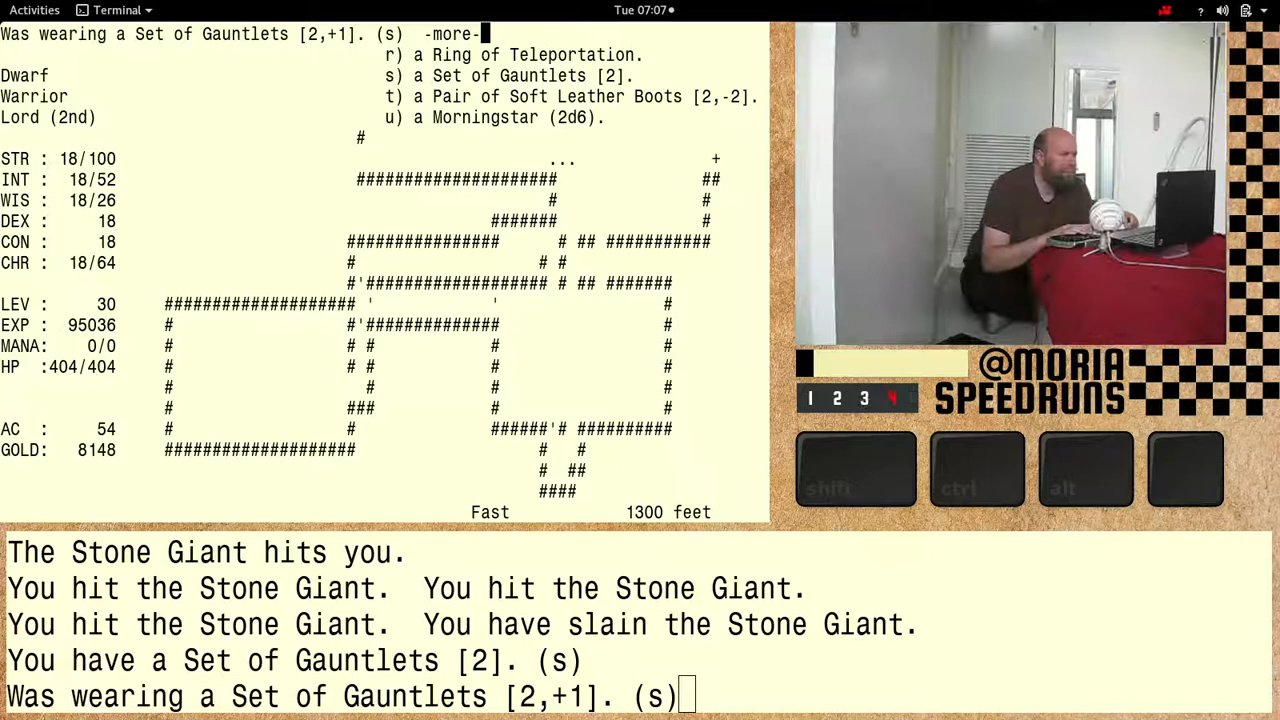 Activities Terminal Tue 07:07
Was wearing a Set of Gauntlets [2,+1]. (s) -more-
r) a Ring of Teleportation.
Dwarf s) a Set of Gauntlets [2].
Warrior t) a Pair of Soft Leather Boots [2,-2].
Lord (2nd) u) a Morningstar (2d6).
#
STR : 18/100 ... +
INT : 18/52 ##################### ##
WIS : 18/26 # #
DEX : 18 ####### #
CON : 18 ################ # ## ###########
CHR : 18/64 # # #
#'################### # ## #######
LEV : 30 #################### ' ' #
EXP : 95036 # #'############## #
MANA: 0/0 # # # # #
HP :404/404 # # # # #
# # # #
# ### # #
AC : 54 # # ######'# ##########
GOLD: 8148 #################### # #
# ##
####
Fast 1300 feet
@MORIA
SPEEDRUNS
1 2 3 4
shift ctrl alt
The Stone Giant hits you.
You hit the Stone Giant. You hit the Stone Giant.
You hit the Stone Giant. You have slain the Stone Giant.
You have a Set of Gauntlets [2]. (s)
Was wearing a Set of Gauntlets [2,+1]. (s)